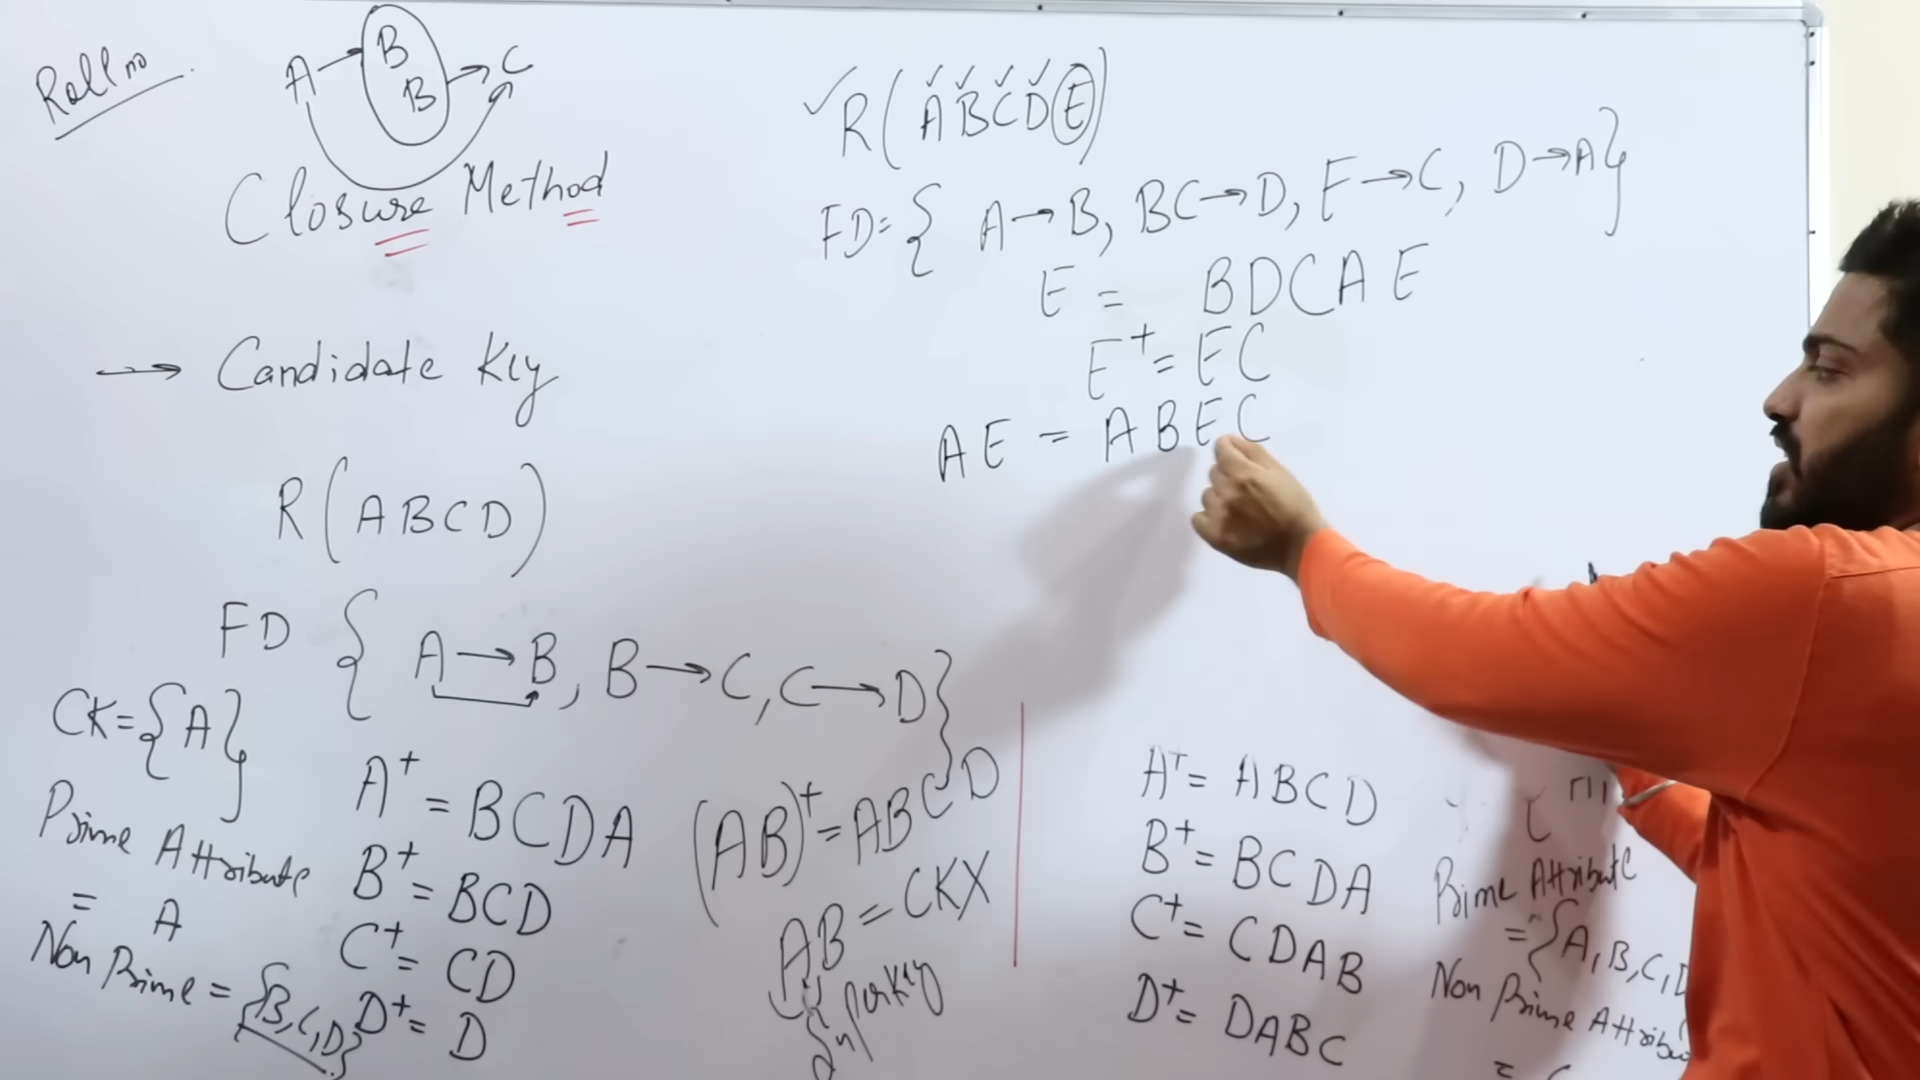 Roll no
A → B
B → C
Closure Method
→ Candidate Key
R(ABCD)
FD { A → B, B → C, C → D}
CK = {A}
Prime Attribute
= A
Non Prime = {B,C,D}
A⁺ = BCDA
B⁺ = BCD
C⁺ = CD
D⁺ = D
(AB)⁺ = ABCD
AB = CKX
✓ R(ABCDE)
FD = { A → B, BC → D, E → C, D → A}
E = BDCAE
E⁺ = EC
AE = ABEC
A⁺ = ABCD
B⁺ = BCDA
C⁺ = CDAB
D⁺ = DABC
Prime Attribute
= {A,B,C,D
Non Prime
=